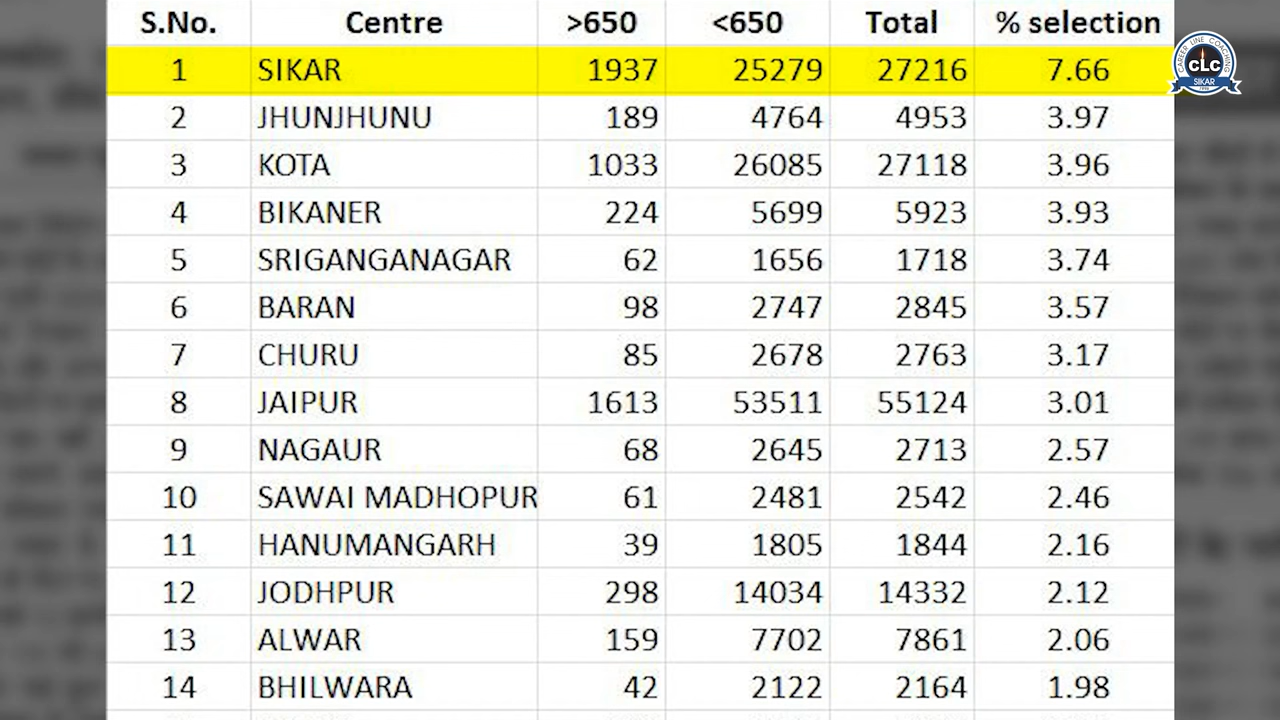 S.No. Centre >650 <650 Total % selection
1 SIKAR 1937 25279 27216 7.66
2 JHUNJHUNU 189 4764 4953 3.97
3 KOTA 1033 26085 27118 3.96
4 BIKANER 224 5699 5923 3.93
5 SRIGANGANAGAR 62 1656 1718 3.74
6 BARAN 98 2747 2845 3.57
7 CHURU 85 2678 2763 3.17
8 JAIPUR 1613 53511 55124 3.01
9 NAGAUR 68 2645 2713 2.57
10 SAWAI MADHOPUR 61 2481 2542 2.46
11 HANUMANGARH 39 1805 1844 2.16
12 JODHPUR 298 14034 14332 2.12
13 ALWAR 159 7702 7861 2.06
14 BHILWARA 42 2122 2164 1.98
CAREER LINE COACHING
CLC
SIKAR